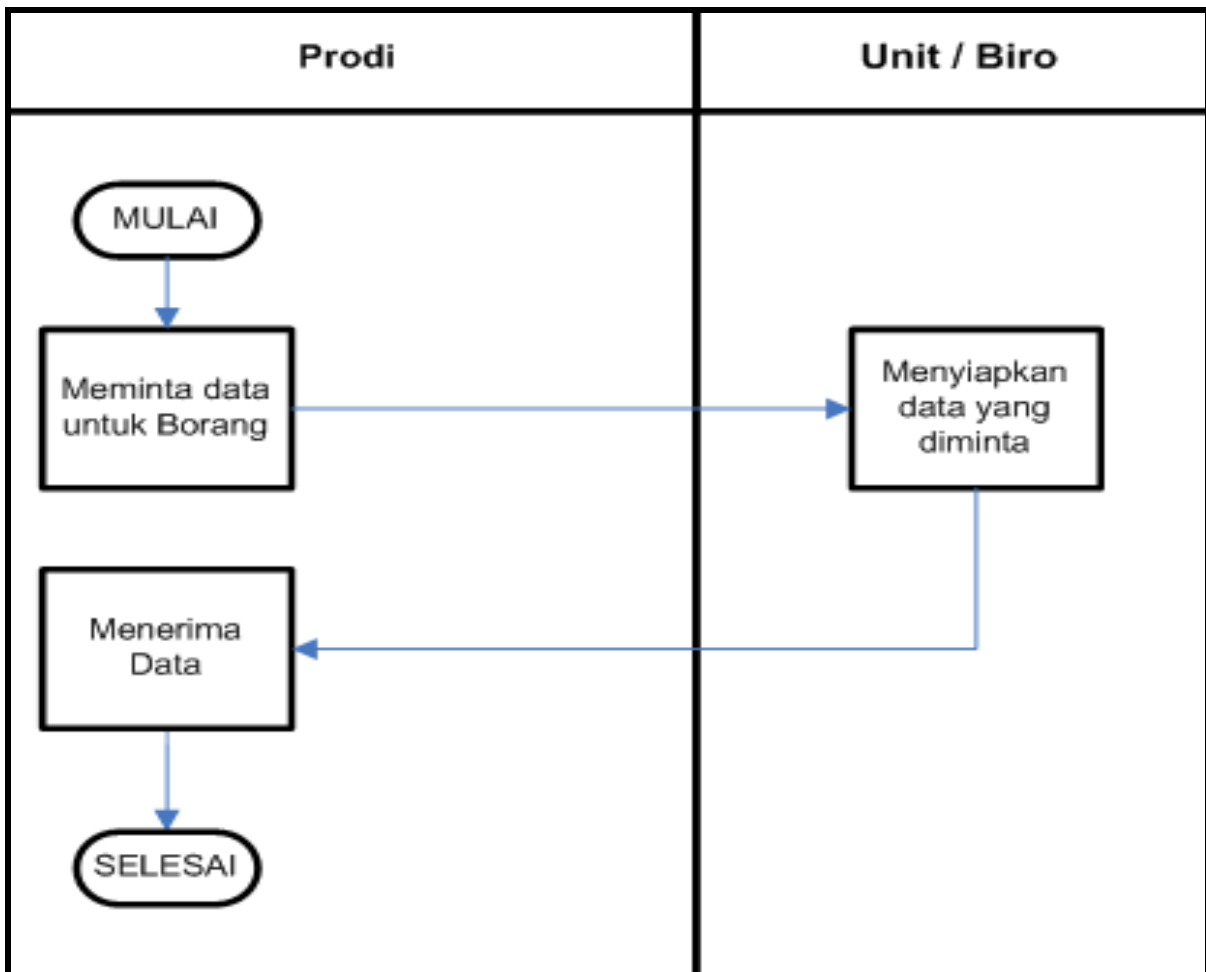 Prodi
Unit / Biro
MULAI
Meminta data
untuk Borang
Menyiapkan
data yang
diminta
Menerima
Data
SELESAI